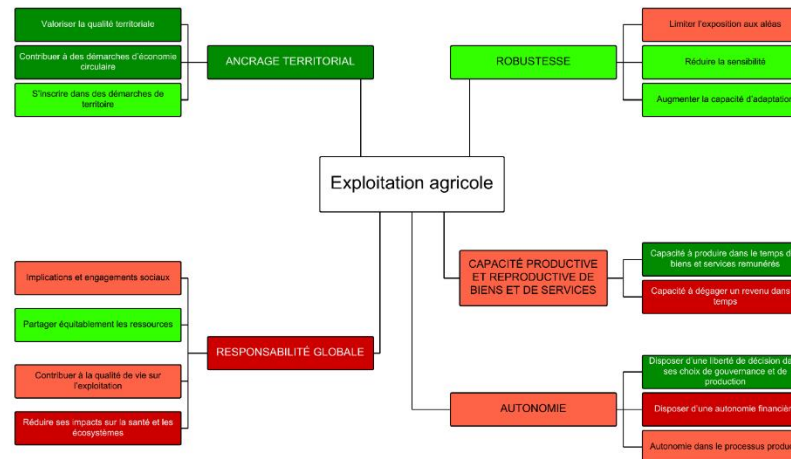 Valoriser la qualité territoriale
Contribuer à des démarches d'économie
circulaire
S'inscrire dans des démarches de
territoire
ANCRAGE TERRITORIAL
ROBUSTESSE
Limiter l'exposition aux aléas
Réduire la sensibilité
Augmenter la capacité d'adaptation
Exploitation agricole
Implications et engagements sociaux
Partager équitablement les ressources
Contribuer à la qualité de vie sur
l'exploitation
Réduire ses impacts sur la santé et les
écosystèmes
RESPONSABILITÉ GLOBALE
CAPACITÉ PRODUCTIVE
ET REPRODUCTIVE DE
BIENS ET DE SERVICES
Capacité à produire dans le temps
biens et services remunérés
Capacité à dégager un revenu dans
temps
AUTONOMIE
Disposer d'une liberté de décision
ses choix de gouvernance et de
production
Disposer d'une autonomie
Autonomie dans le processus